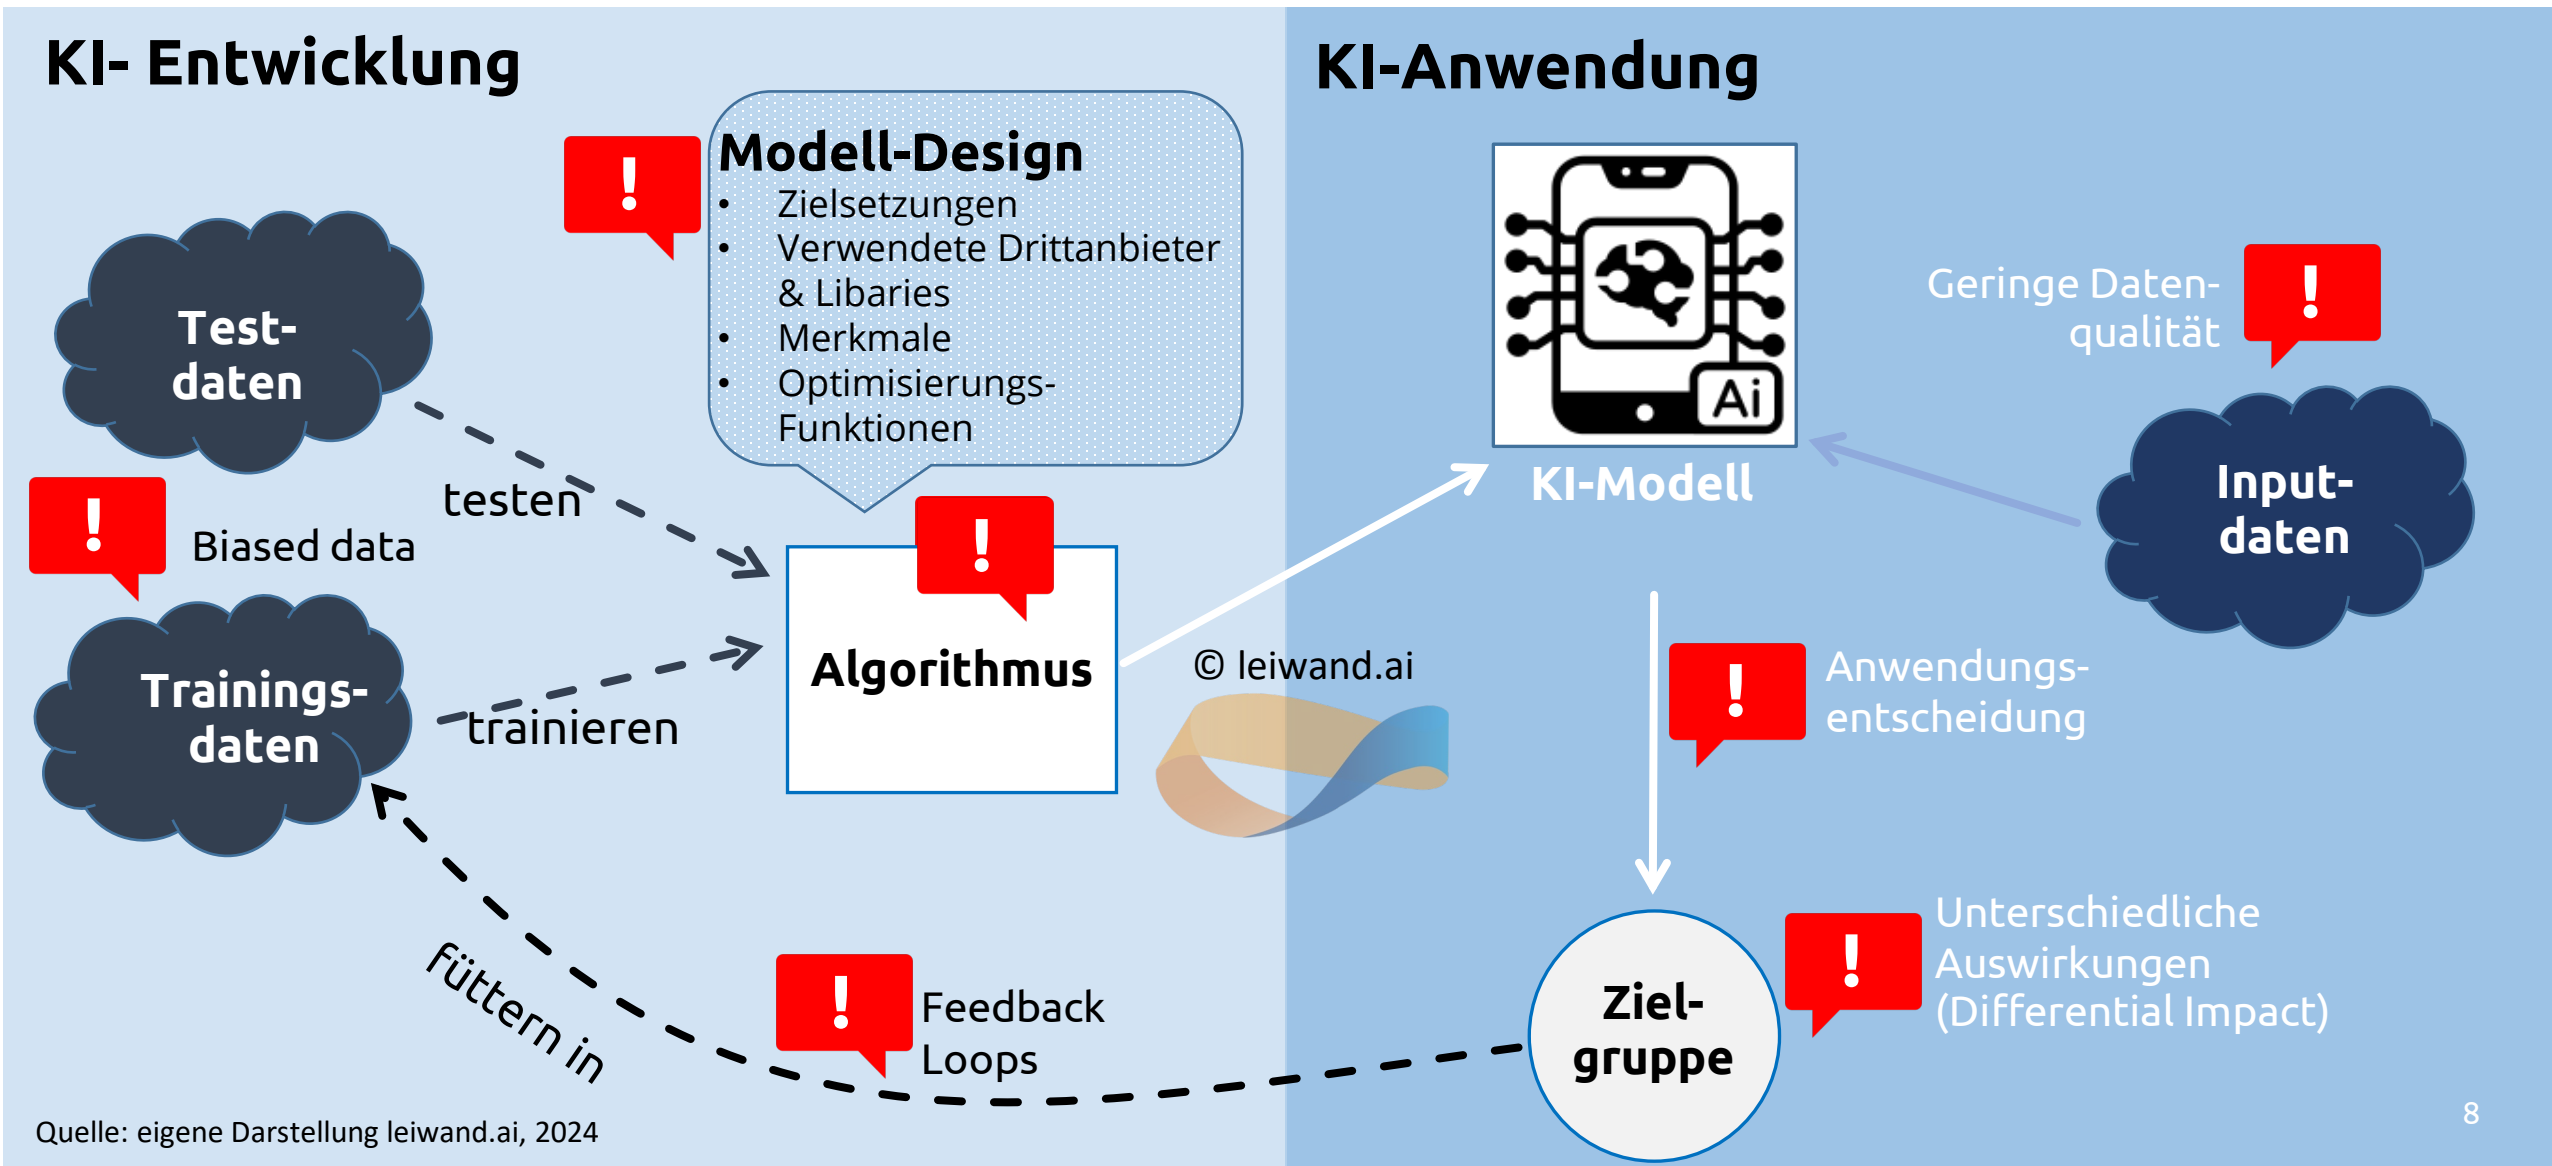 KI- Entwicklung
Modell-Design
• Zielsetzungen
• Verwendete Drittanbieter
& Libaries
• Merkmale
• Optimisierungs-
Funktionen
!
Test-
daten
testen
!
Biased data
Trainings-
daten
trainieren
!
Algorithmus
© leiwand.ai
füttern in
!
Feedback
Loops
Quelle: eigene Darstellung leiwand.ai, 2024
KI-Anwendung
Ai
KI-Modell
Geringe Daten-
qualität
!
Input-
daten
!
Anwendungs-
entscheidung
Ziel-
gruppe
!
Unterschiedliche
Auswirkungen
(Differential Impact)
8